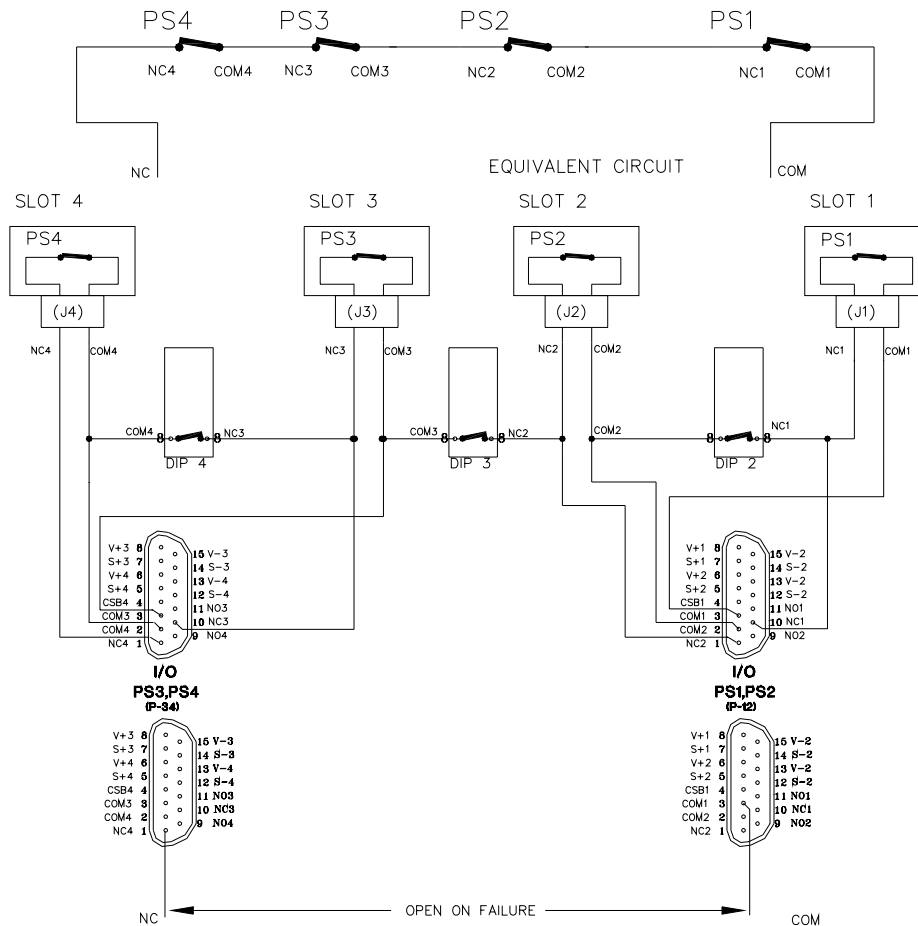 PS4 PS3 PS2 PS1
NC4 COM4 NC3 COM3 NC2 COM2 NC1 COM1
NC EQUIVALENT CIRCUIT COM
SLOT 4 SLOT 3 SLOT 2 SLOT 1
PS4 PS3 PS2 PS1
(J4) (J3) (J2) (J1)
NC4 COM4 NC3 COM3 NC2 COM2 NC1 COM1
COM4 8 8 NC3 COM3 8 8 NC2 COM2 8 8 NC1
DIP 4 DIP 3 DIP 2
V+3 8
S+3 7
V+4 6
S+4 5
CSB4 4
COM3 3
COM4 2
NC4 1
15 V-3
14 S-3
13 V-4
12 S-4
11 NO3
10 NC3
9 NO4
I/O
PS3,PS4
(P-34)
V+1 8
S+1 7
V+2 6
S+2 5
CSB1 4
COM1 3
COM2 2
NC2 1
15 V-2
14 S-2
13 V-2
12 S-2
11 NO1
10 NC1
9 NO2
I/O
PS1,PS2
(P-12)
V+3 8
S+3 7
V+4 6
S+4 5
CSB4 4
COM3 3
COM4 2
NC4 1
15 V-3
14 S-3
13 V-4
12 S-4
11 NO3
10 NC3
9 NO4
V+1 8
S+1 7
V+2 6
S+2 5
CSB1 4
COM1 3
COM2 2
NC2 1
15 V-2
14 S-2
13 V-2
12 S-2
11 NO1
10 NC1
9 NO2
NC OPEN ON FAILURE COM